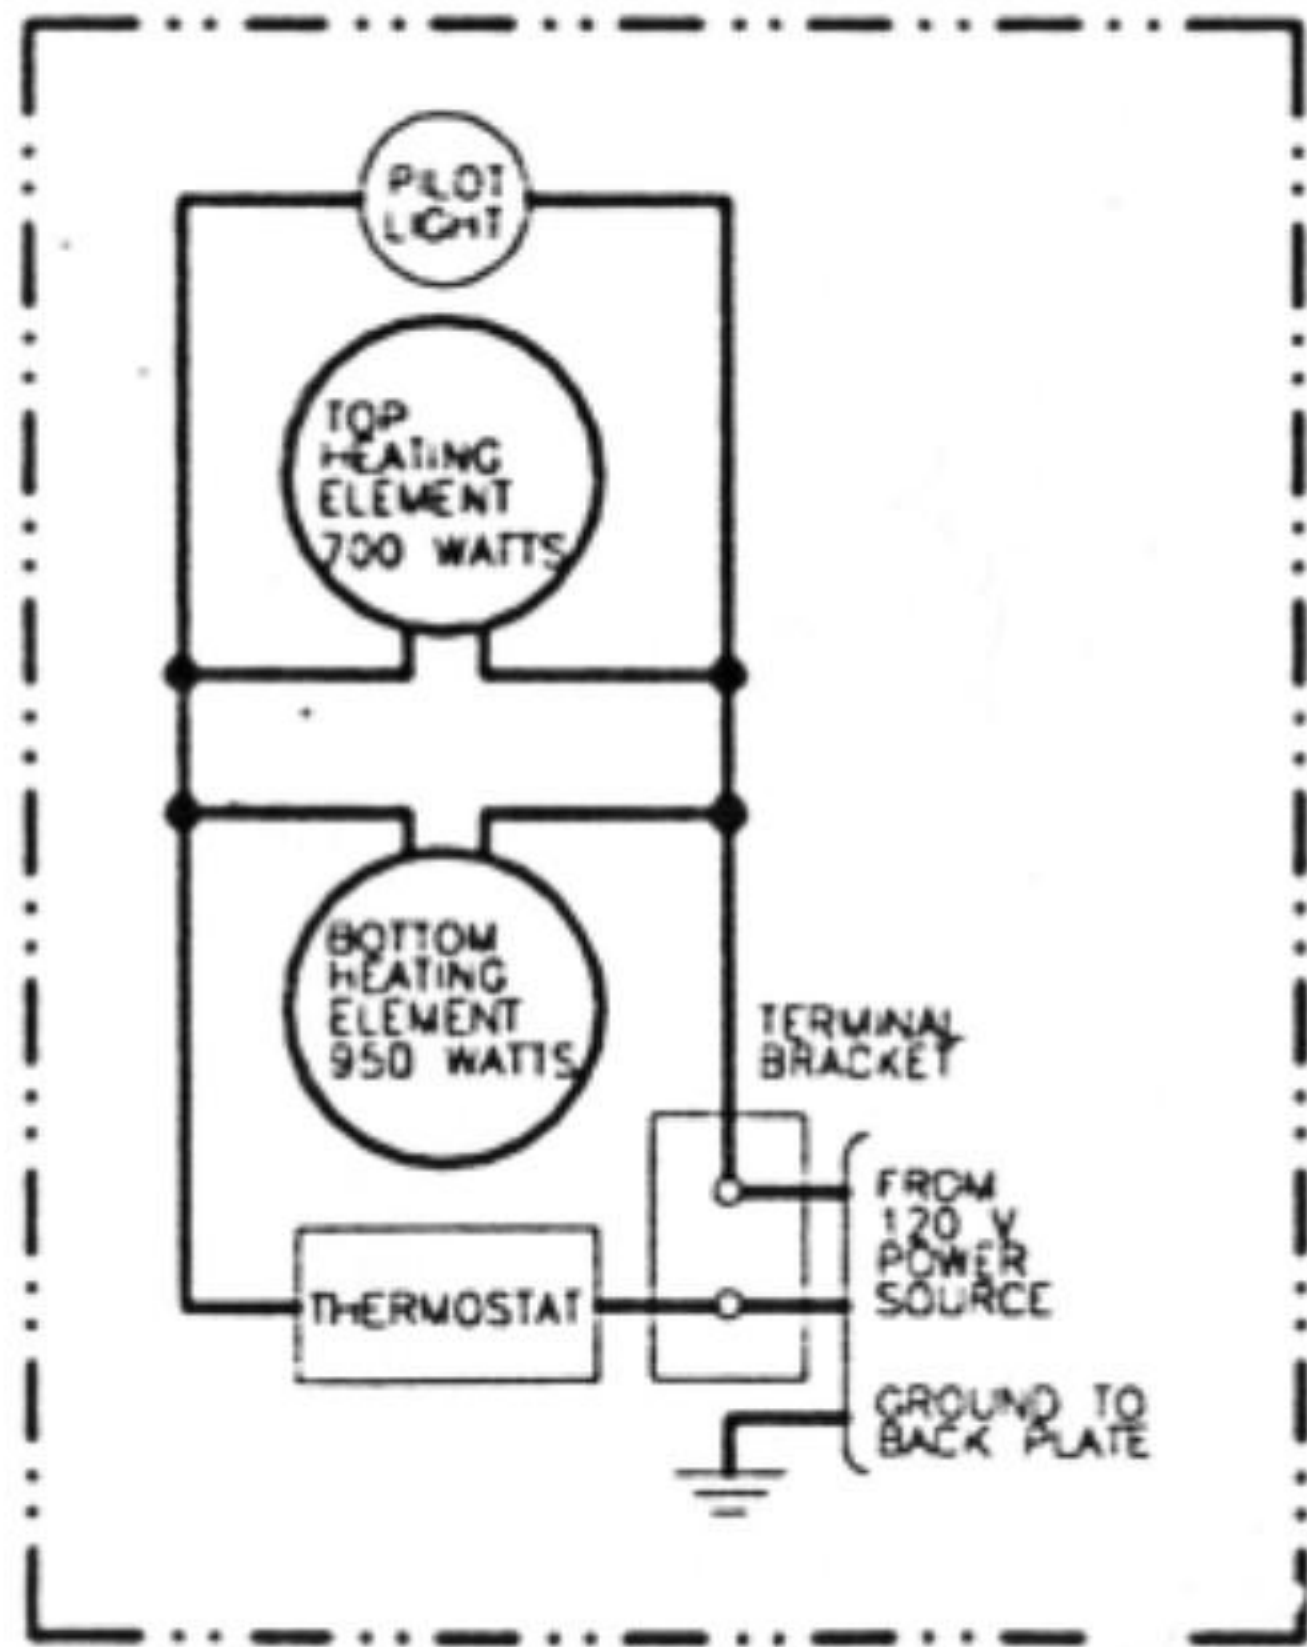 PILOT
LIGHT
TOP
HEATING
ELEMENT
700 WATTS
BOTTOM
HEATING
ELEMENT
950 WATTS
TERMINAL
BRACKET
FROM
120 V
POWER
SOURCE
THERMOSTAT
GROUND TO
BACK PLATE